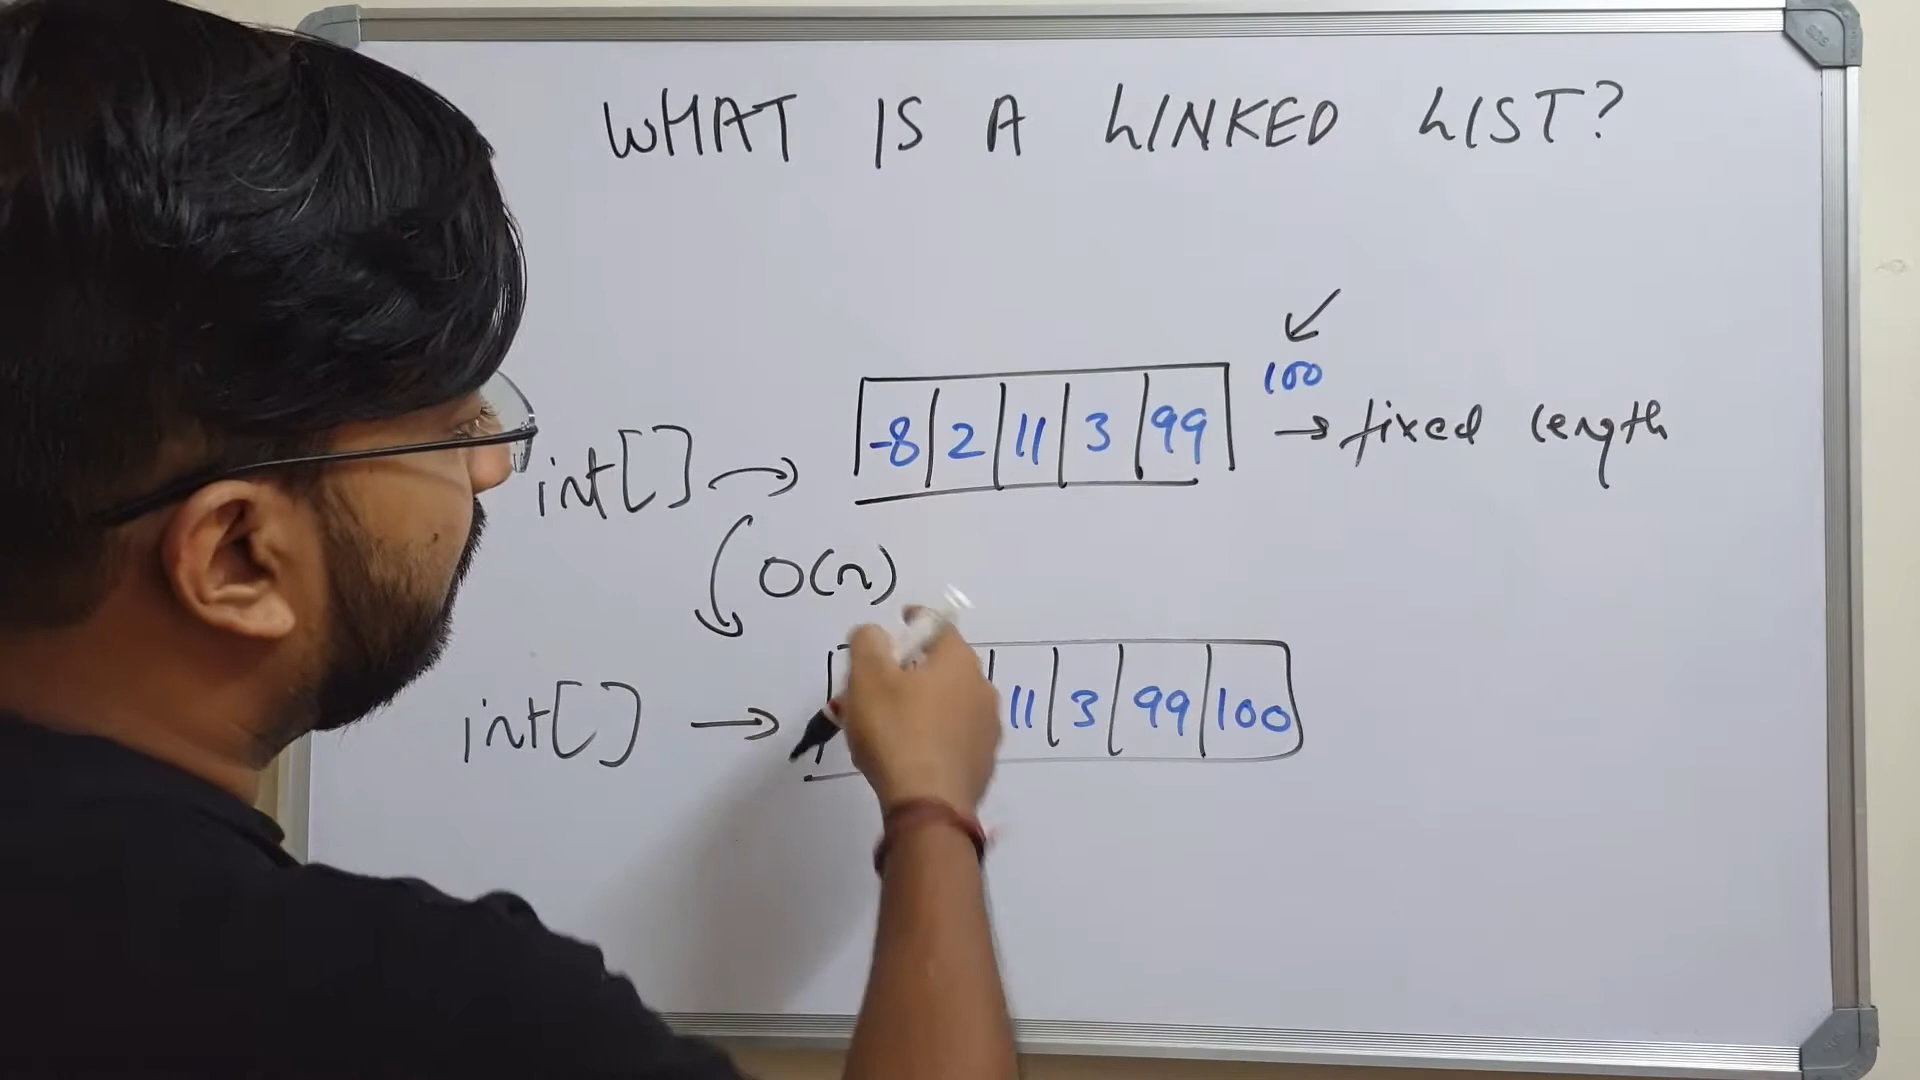 WHAT IS A LINKED LIST?
100
int[] → -8 2 11 3 99 → fixed length
O(n)
int[] → 11 3 99 100